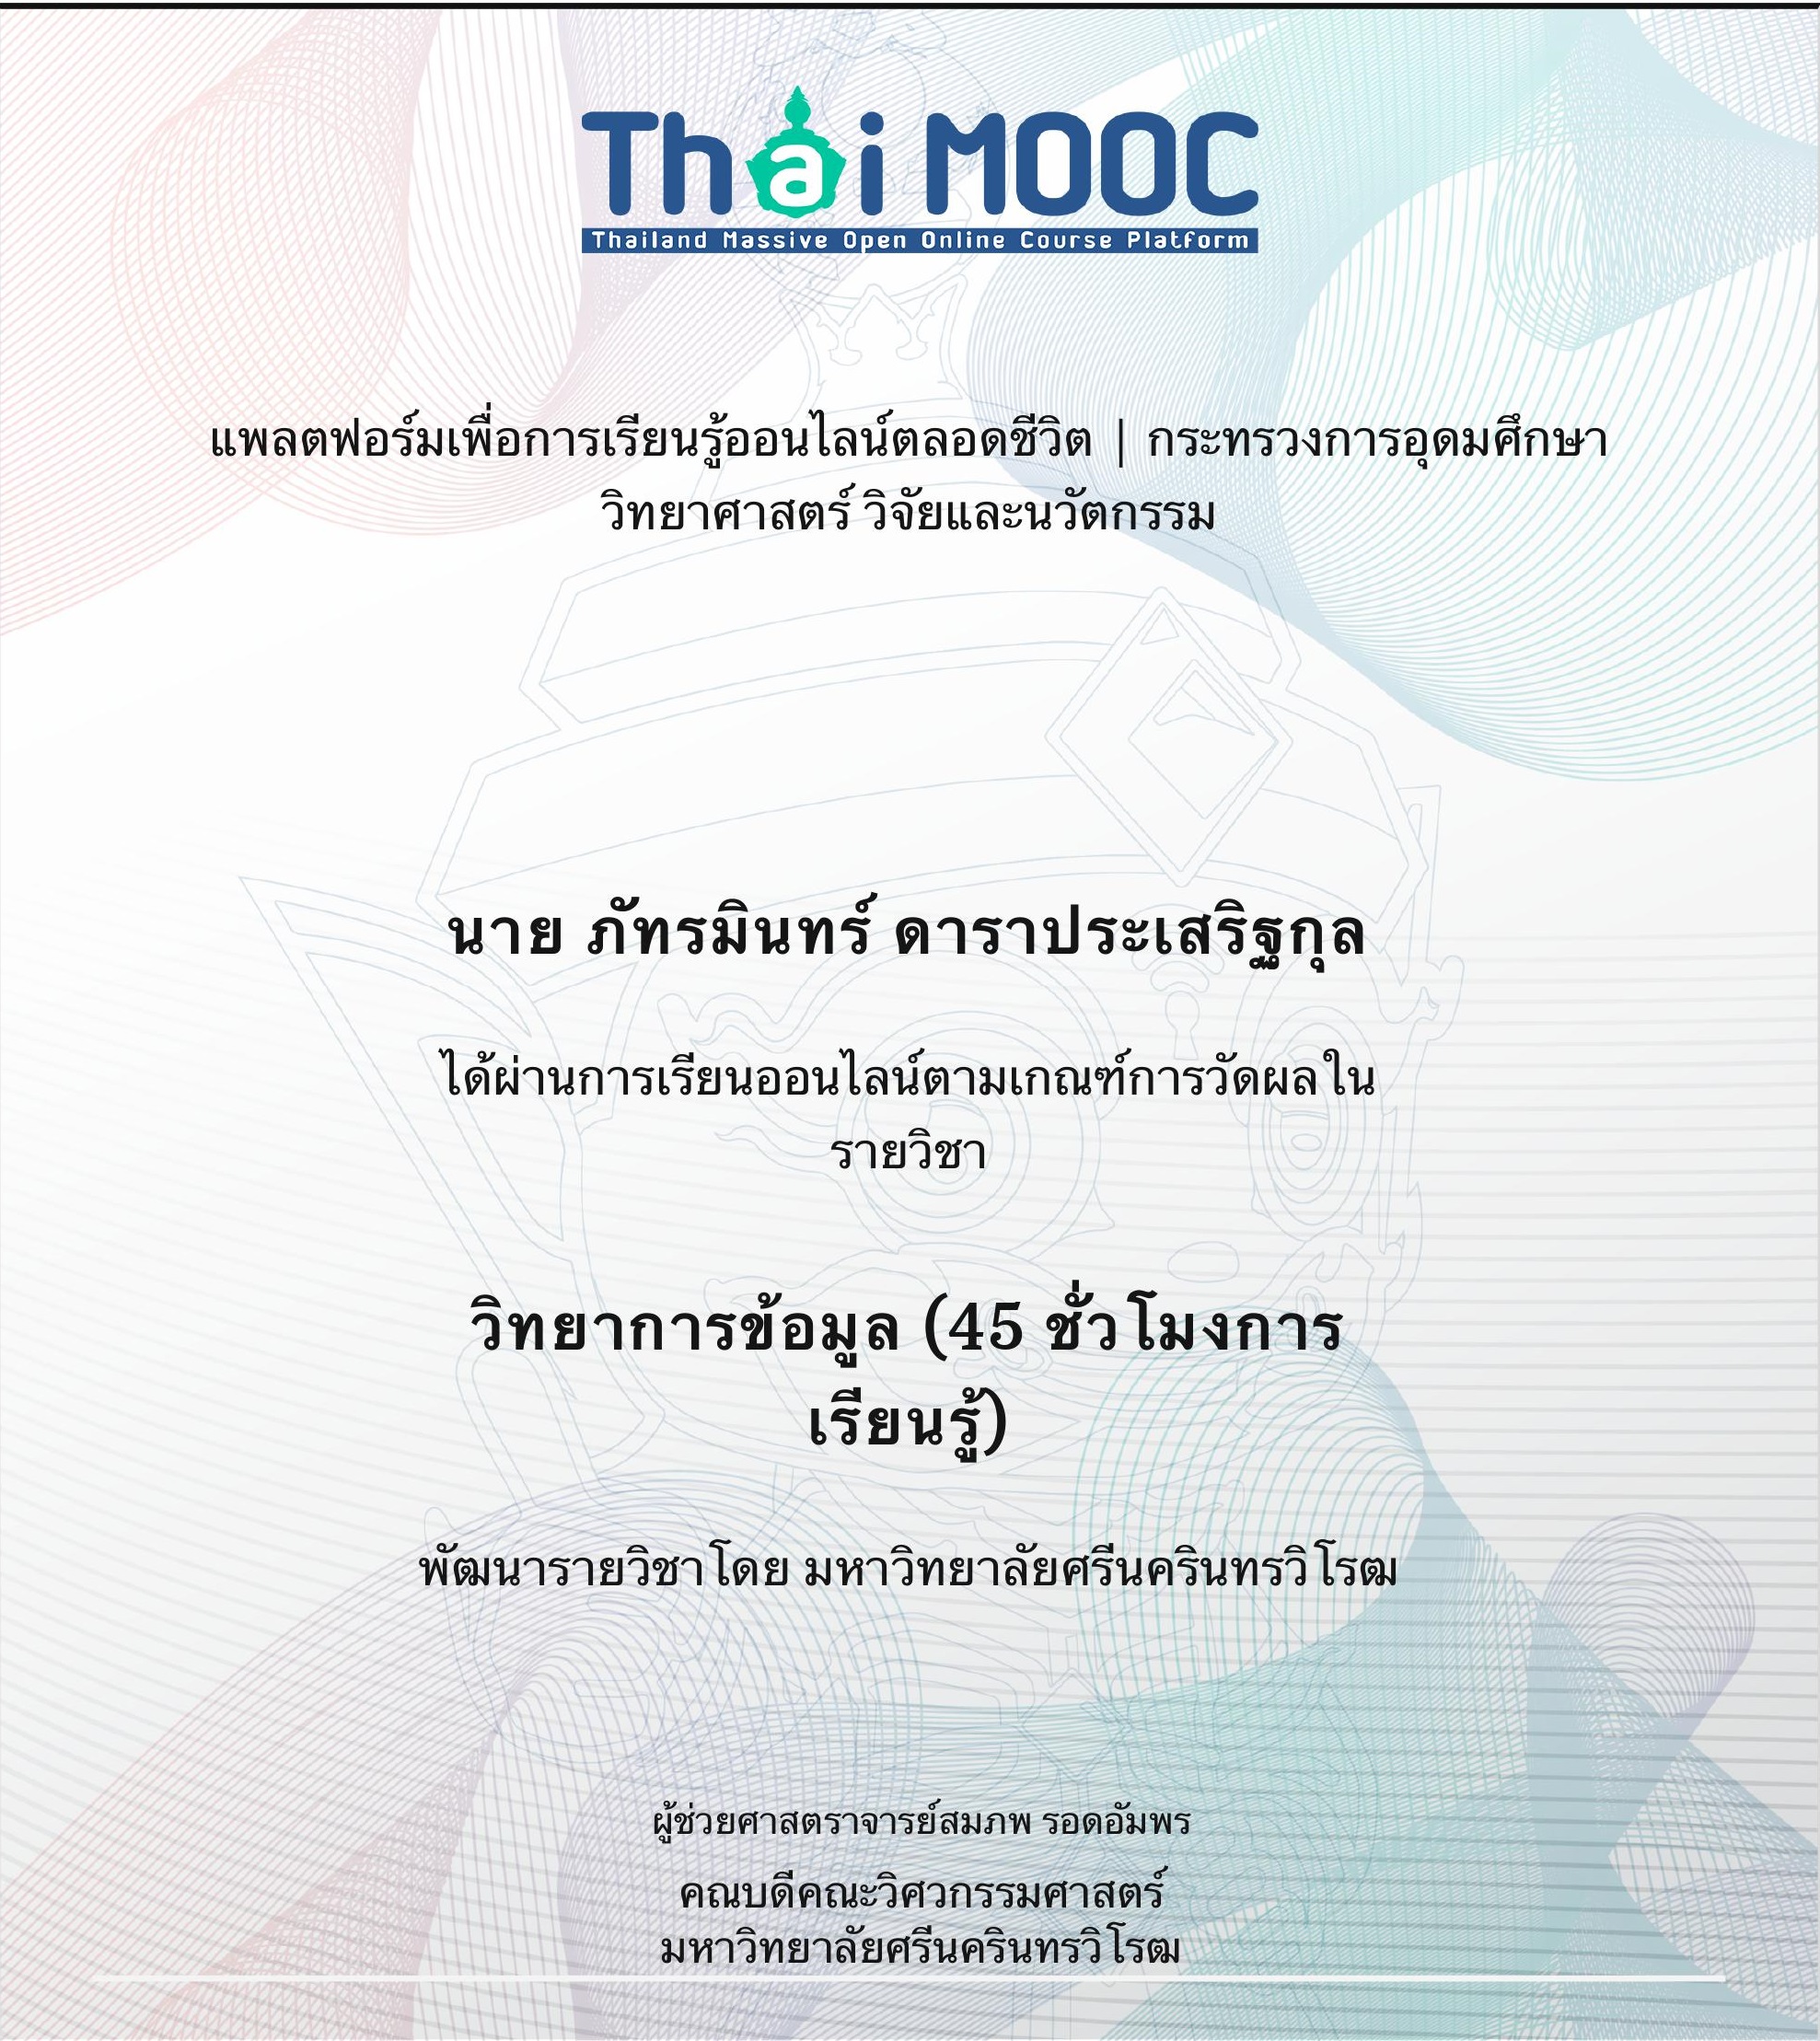 Thai MOOC
Thailand Massive Open Online Course Platform
แพลตฟอร์มเพื่อการเรียนรู้ออนไลน์ตลอดชีวิต | กระทรวงการอุดมศึกษา
วิทยาศาสตร์ วิจัยและนวัตกรรม
นาย ภัทรมินทร์ ดาราประเสริฐกุล
ได้ผ่านการเรียนออนไลน์ตามเกณฑ์การวัดผลใน
รายวิชา
วิทยาการข้อมูล (45 ชั่วโมงการ
เรียนรู้)
พัฒนารายวิชาโดย มหาวิทยาลัยศรีนครินทรวิโรฒ
ผู้ช่วยศาสตราจารย์สมภพ รอดอัมพร
คณบดีคณะวิศวกรรมศาสตร์
มหาวิทยาลัยศรีนครินทรวิโรฒ